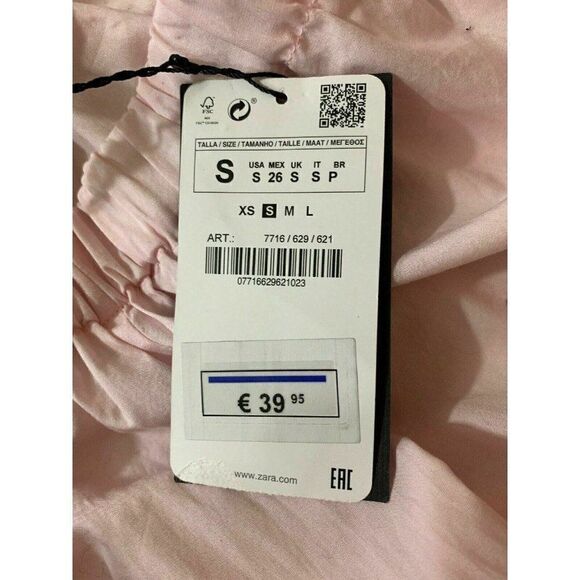 FSC
TALLA / SIZE / TAMANHO / TAILLE / MAAT / ΜΕΓΕΘΟΣ
S
USA MEX UK IT BR
S 26 S S P
XS S M L
ART.: 7716 / 629 / 621
07716629621023
€ 39 95
www.zara.com
EAC